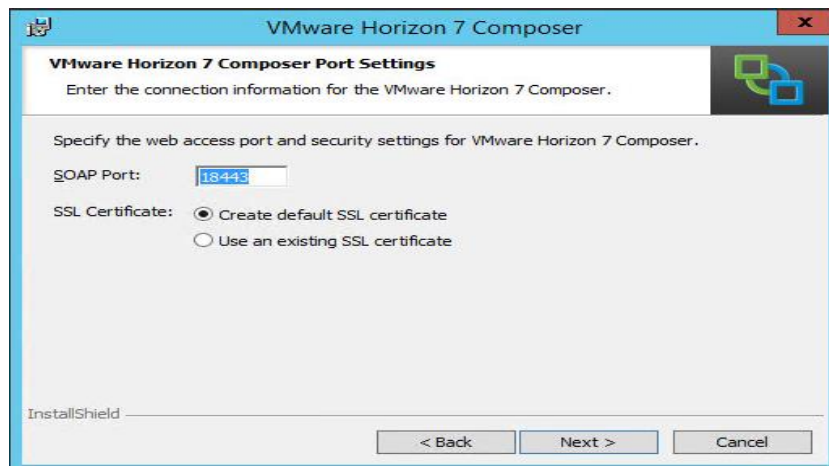 VMware Horizon 7 Composer
x
VMware Horizon 7 Composer Port Settings
Enter the connection information for the VMware Horizon 7 Composer.
Specify the web access port and security settings for VMware Horizon 7 Composer.
SOAP Port: 18443
SSL Certificate: Create default SSL certificate
Use an existing SSL certificate
InstallShield
< Back Next > Cancel